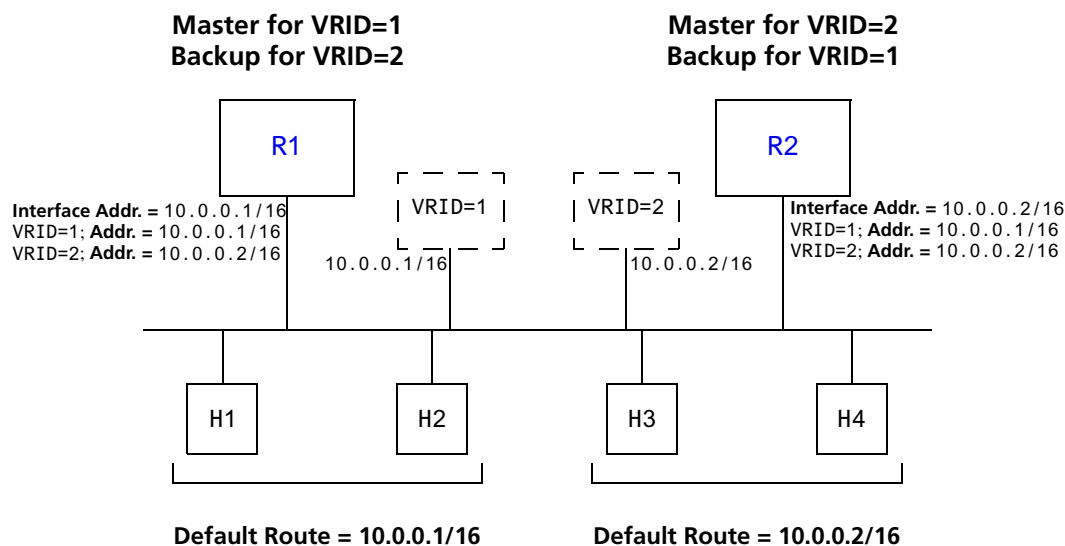 Master for VRID=1
Backup for VRID=2
Master for VRID=2
Backup for VRID=1
R1
R2
VRID=1
VRID=2
Interface Addr. = 10.0.0.1/16
VRID=1; Addr. = 10.0.0.1/16
VRID=2; Addr. = 10.0.0.2/16
10.0.0.1/16
10.0.0.2/16
Interface Addr. = 10.0.0.2/16
VRID=1; Addr. = 10.0.0.1/16
VRID=2; Addr. = 10.0.0.2/16
H1
H2
H3
H4
Default Route = 10.0.0.1/16
Default Route = 10.0.0.2/16